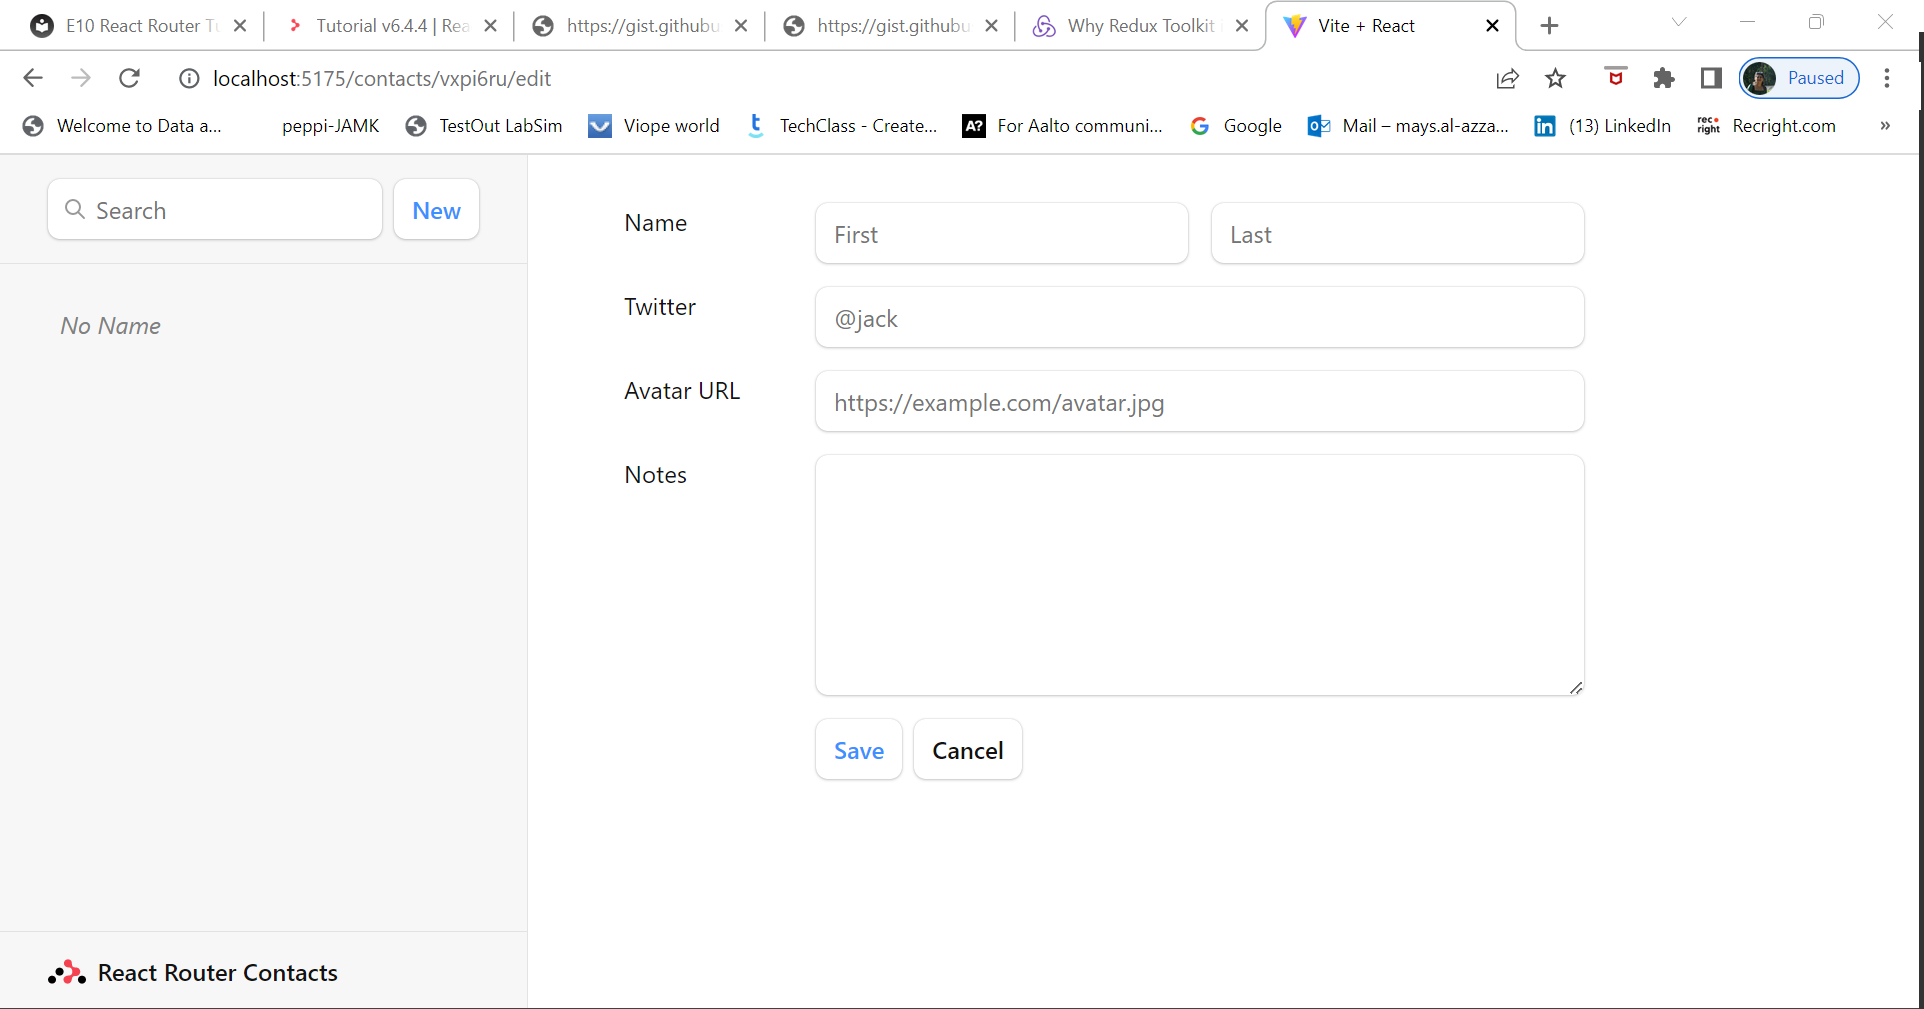 E10 React Router Tu
Tutorial v6.4.4 | Rea
https://gist.githubu
https://gist.githubu
Why Redux Toolkit i
Vite + React
localhost:5175/contacts/vxpi6ru/edit
Paused
Welcome to Data a...
peppi-JAMK
TestOut LabSim
Viope world
t
TechClass - Create...
A?
For Aalto communi...
Google
Mail – mays.al-azza...
in
(13) LinkedIn
rec
right
Recright.com
»
Search
New
No Name
Name
First
Last
Twitter
@jack
Avatar URL
https://example.com/avatar.jpg
Notes
Save
Cancel
React Router Contacts